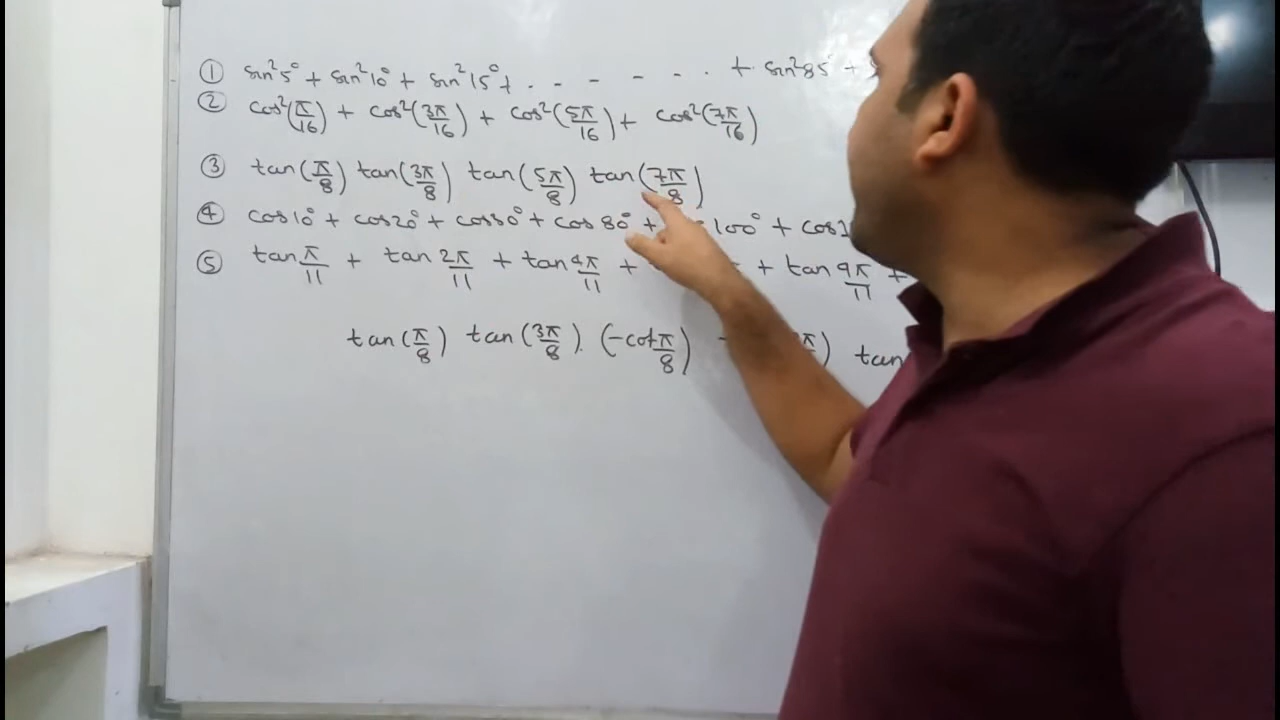 ① sin²5° + sin²10° + sin²15° + . - - - - . + sin²85° +
② cos²(π/16) + cos²(3π/16) + cos²(5π/16) + cos²(7π/16)
③ tan(π/8) tan(3π/8) tan(5π/8) tan(7π/8)
④ cos10° + cos20° + cos30° + cos80° + 100° + cos
⑤ tan π/11 + tan 2π/11 + tan 4π/11 + + tan 9π/11 +
tan(π/8) tan(3π/8). (-cot π/8) tan